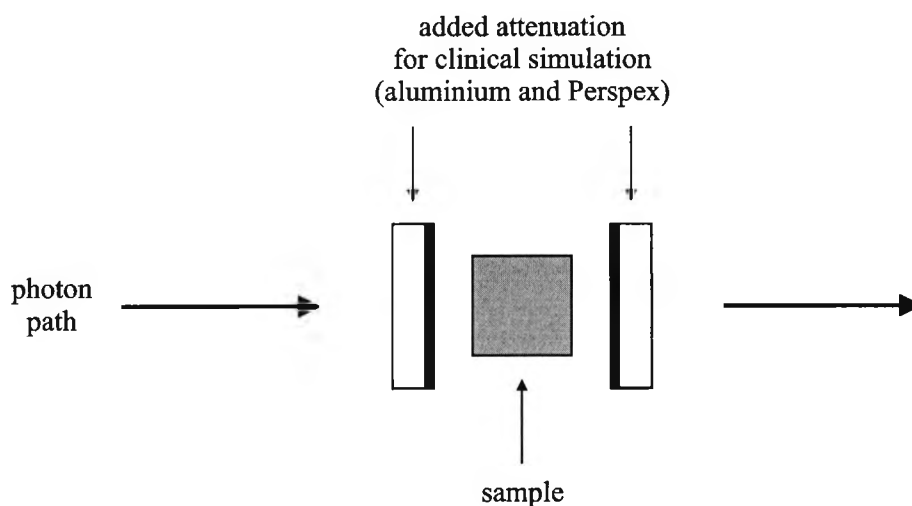 added attenuation
for clinical simulation
(aluminium and Perspex)
photon
path
sample